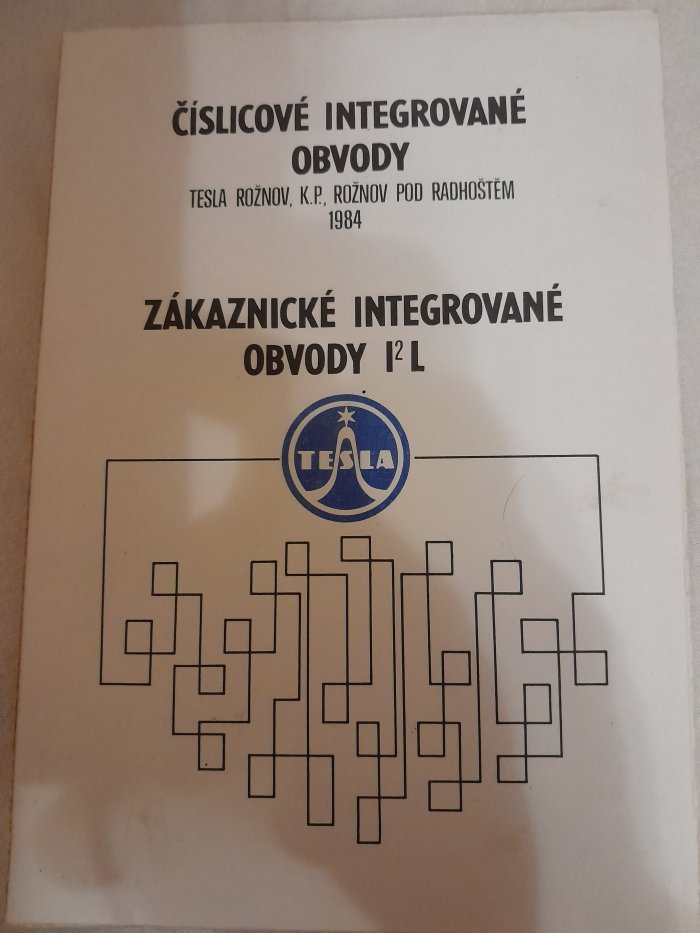 ČÍSLICOVÉ INTEGROVANÉ
OBVODY
TESLA ROŽNOV, K.P., ROŽNOV POD RADHOŠTĚM
1984
ZÁKAZNICKÉ INTEGROVANÉ
OBVODY I²L
TESLA